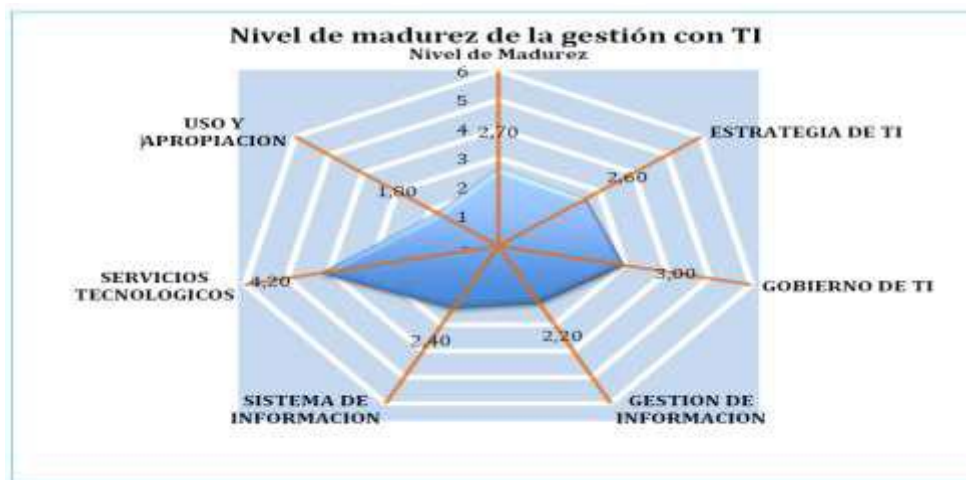 Nivel de madurez de la gestión con TI
Nivel de Madurez
6
5
4
3
2
1
-
2,70
ESTRATEGIA DE TI
2,60
GOBIERNO DE TI
3,00
GESTION DE
INFORMACION
2,20
SISTEMA DE
INFORMACION
2,40
SERVICIOS
TECNOLOGICOS
4,20
USO Y
APROPIACION
1,80